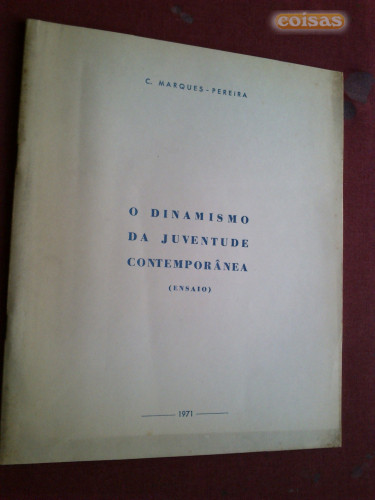 coisas
C. MARQUES-PEREIRA
O DINAMISMO
DA JUVENTUDE
CONTEMPORÂNEA
(ENSAIO)
1971